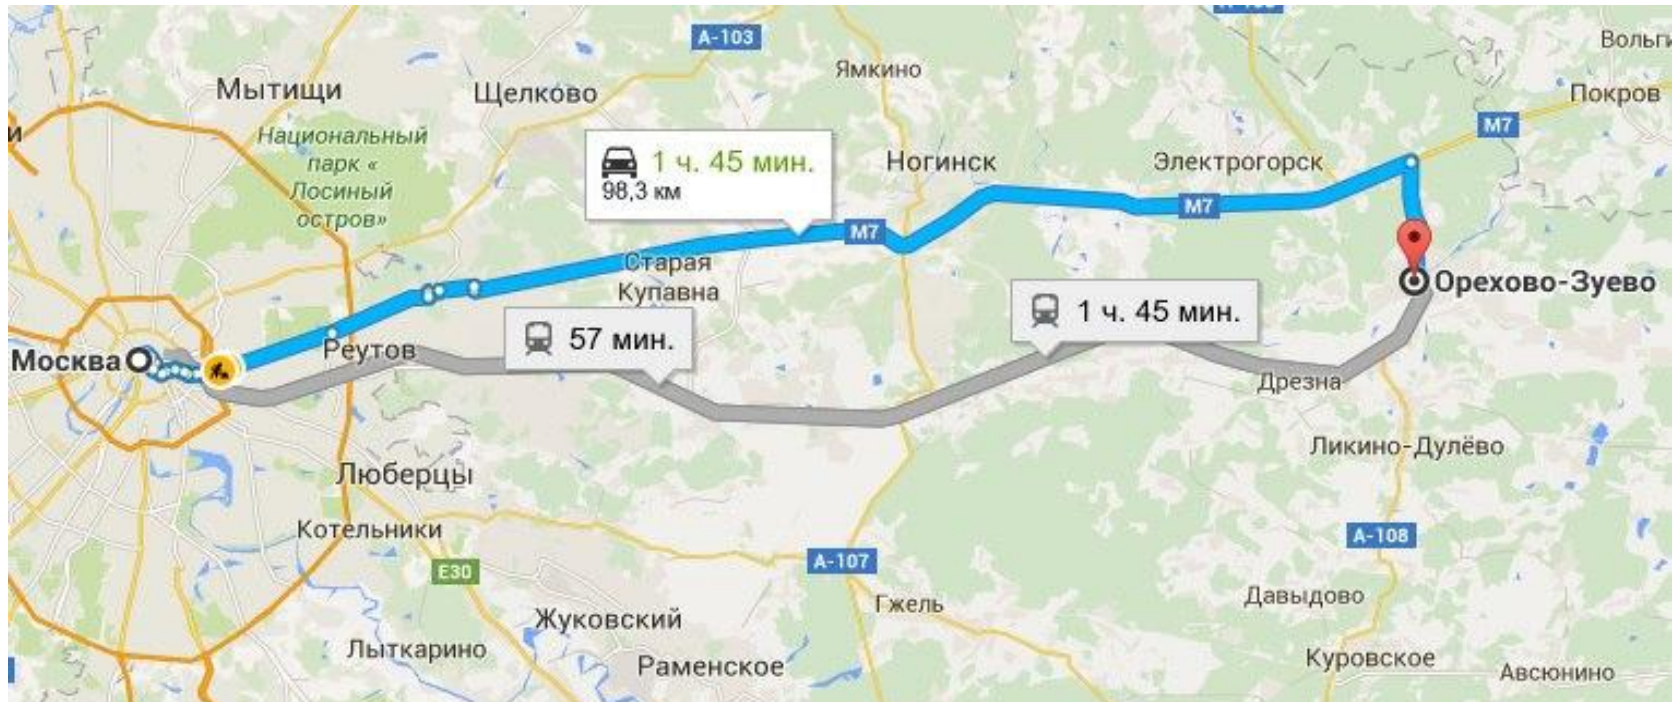 А-103
Вольги
Ямкино
Мытищи
Щелково
Покров
М7
Национальный
парк «
Лосиный
остров»
1 ч. 45 мин.
98,3 км
Ногинск
Электрогорск
М7
М7
Старая
Купавна
Орехово-Зуево
1 ч. 45 мин.
57 мин.
Реутов
Москва
Дрезна
Ликино-Дулёво
Люберцы
Котельники
А-108
А-107
E30
Гжель
Давыдово
Жуковский
Лыткарино
Раменское
Куровское
Авсюнино